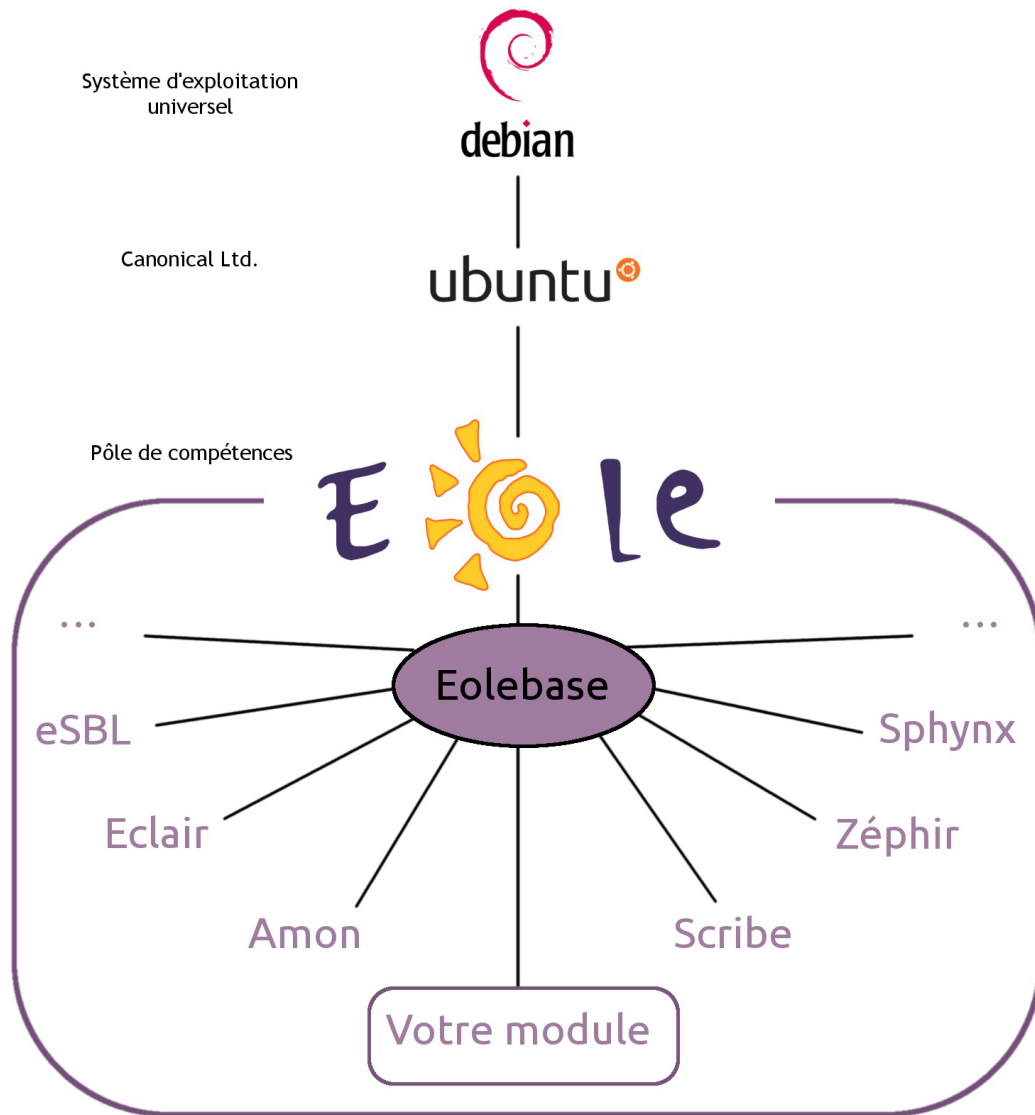 Système d'exploitation
universel
debian
Canonical Ltd.
ubuntu
Pôle de compétences
EOle
...
...
Eolebase
eSBL
Sphynx
Eclair
Zéphir
Amon
Scribe
Votre module